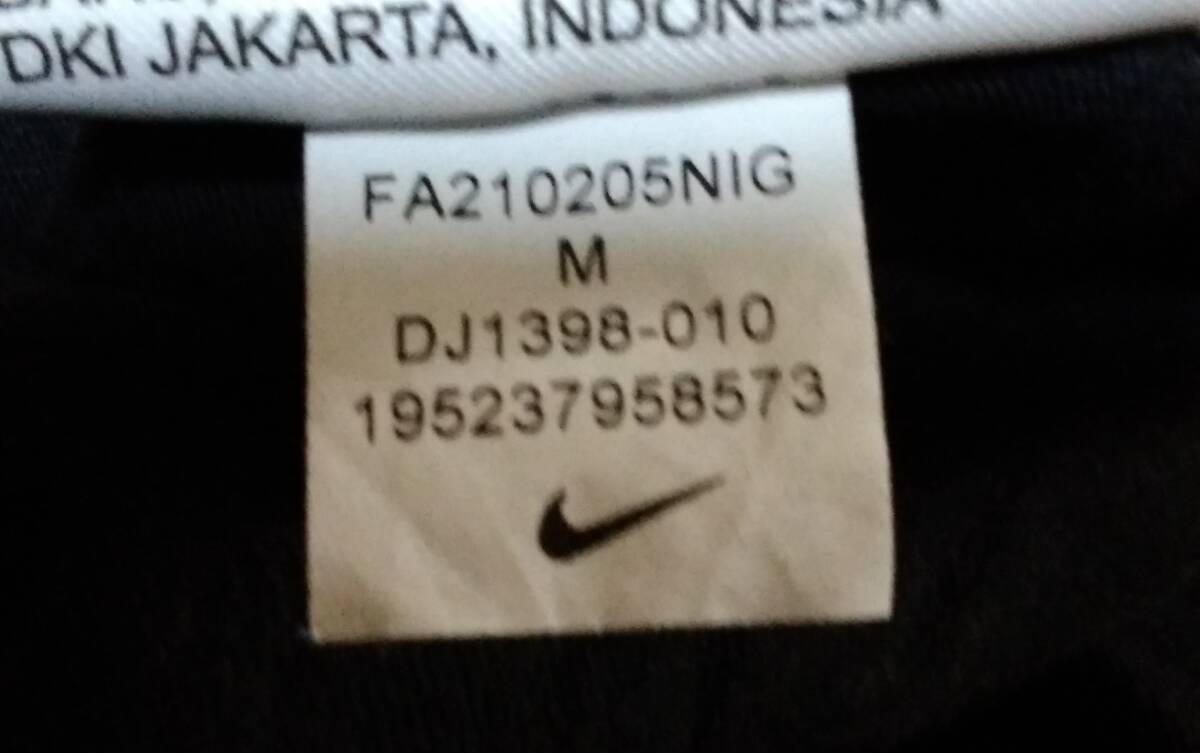 DKI JAKARTA, INDONESIA
FA210205NIG
M
DJ1398-010
195237958573